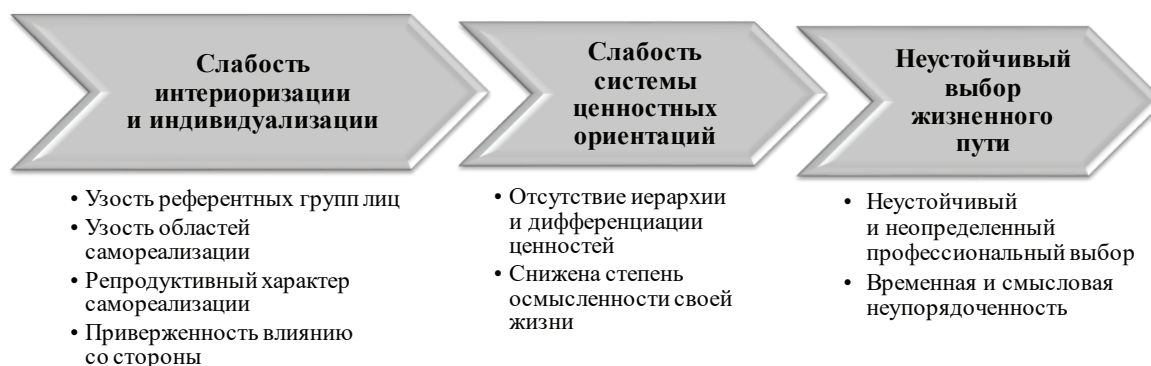 Слабость
интериоризации
и индивидуализации
• Узость референтных групп лиц
• Узость областей
самореализации
• Репродуктивный характер
самореализации
• Приверженность влиянию
со стороны
Слабость
системы
ценностных
ориентаций
• Отсутствие иерархии
и дифференциации
ценностей
• Снижена степень
осмысленности своей
жизни
Неустойчивый
выбор
жизненного
пути
• Неустойчивый
и неопределенный
профессиональный выбор
• Временная и смысловая
неупорядоченность